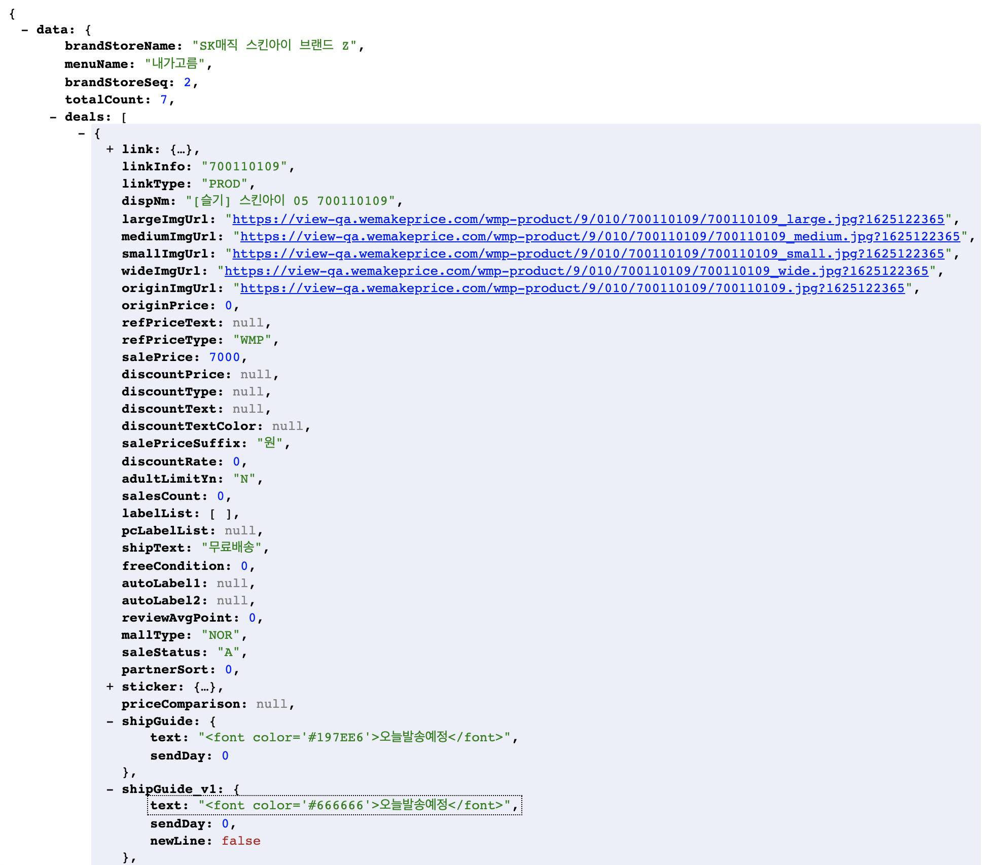 {
- data: {
brandStoreName: "SK매직 스킨아이 브랜드 Z",
menuName: "내가고름",
brandStoreSeq: 2,
totalCount: 7,
- deals: [
- {
+ link: {…},
linkInfo: "700110109",
linkType: "PROD",
dispNm: "[슬기] 스킨아이 05 700110109",
largeImgUrl: "https://view-qa.wemakeprice.com/wmp-product/9/010/700110109/700110109_large.jpg?1625122365",
mediumImgUrl: "https://view-qa.wemakeprice.com/wmp-product/9/010/700110109/700110109_medium.jpg?1625122365",
smallImgUrl: "https://view-qa.wemakeprice.com/wmp-product/9/010/700110109/700110109_small.jpg?1625122365",
wideImgUrl: "https://view-qa.wemakeprice.com/wmp-product/9/010/700110109/700110109_wide.jpg?1625122365",
originImgUrl: "https://view-qa.wemakeprice.com/wmp-product/9/010/700110109/700110109.jpg?1625122365",
originPrice: 0,
refPriceText: null,
refPriceType: "WMP",
salePrice: 7000,
discountPrice: null,
discountType: null,
discountText: null,
discountTextColor: null,
salePriceSuffix: "원",
discountRate: 0,
adultLimitYn: "N",
salesCount: 0,
labelList: [ ],
pcLabelList: null,
shipText: "무료배송",
freeCondition: 0,
autoLabel1: null,
autoLabel2: null,
reviewAvgPoint: 0,
mallType: "NOR",
saleStatus: "A",
partnerSort: 0,
+ sticker: {…},
priceComparison: null,
- shipGuide: {
text: "<font color='#197EE6'>오늘발송예정</font>",
sendDay: 0
},
- shipGuide_v1: {
text: "<font color='#666666'>오늘발송예정</font>",
sendDay: 0,
newLine: false
},